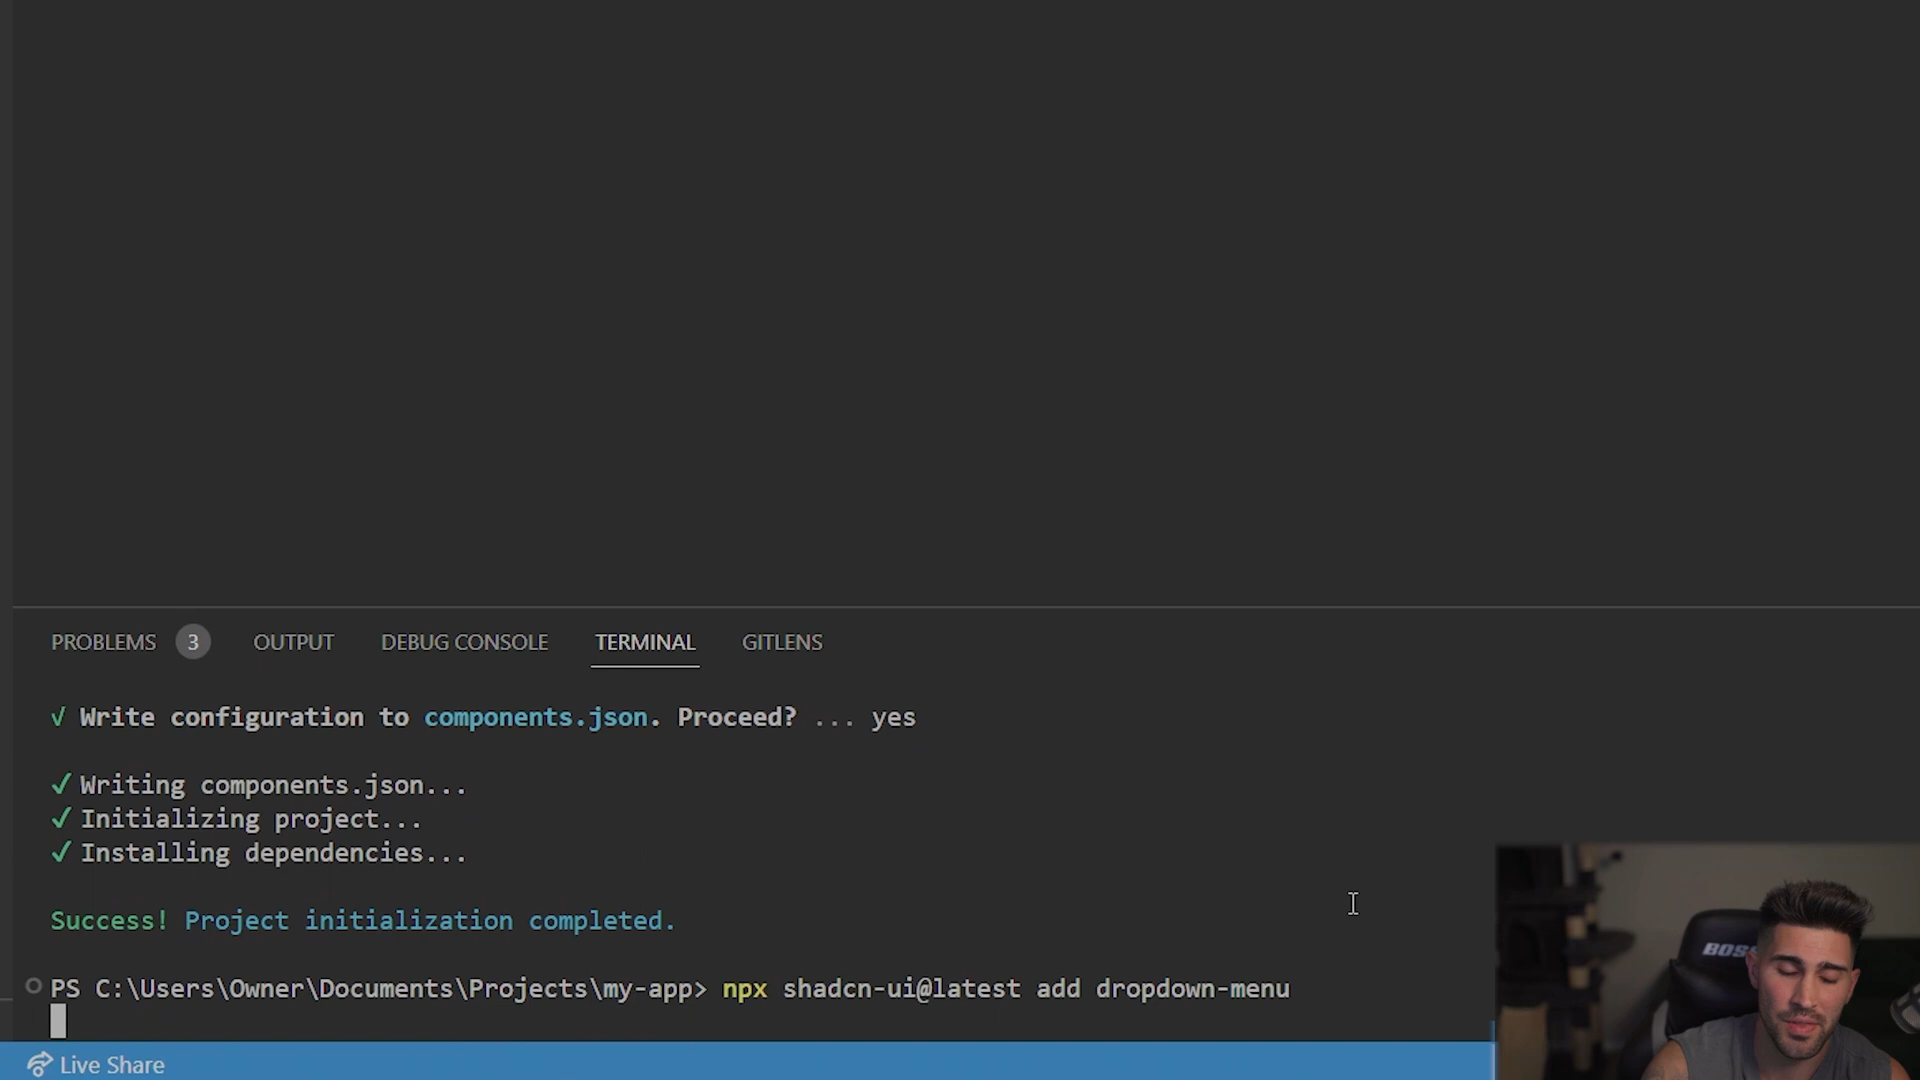 PROBLEMS 3 OUTPUT DEBUG CONSOLE TERMINAL GITLENS
√ Write configuration to components.json. Proceed? ... yes
✓ Writing components.json...
✓ Initializing project...
✓ Installing dependencies...
Success! Project initialization completed.
PS C:\Users\Owner\Documents\Projects\my-app> npx shadcn-ui@latest add dropdown-menu
Live Share